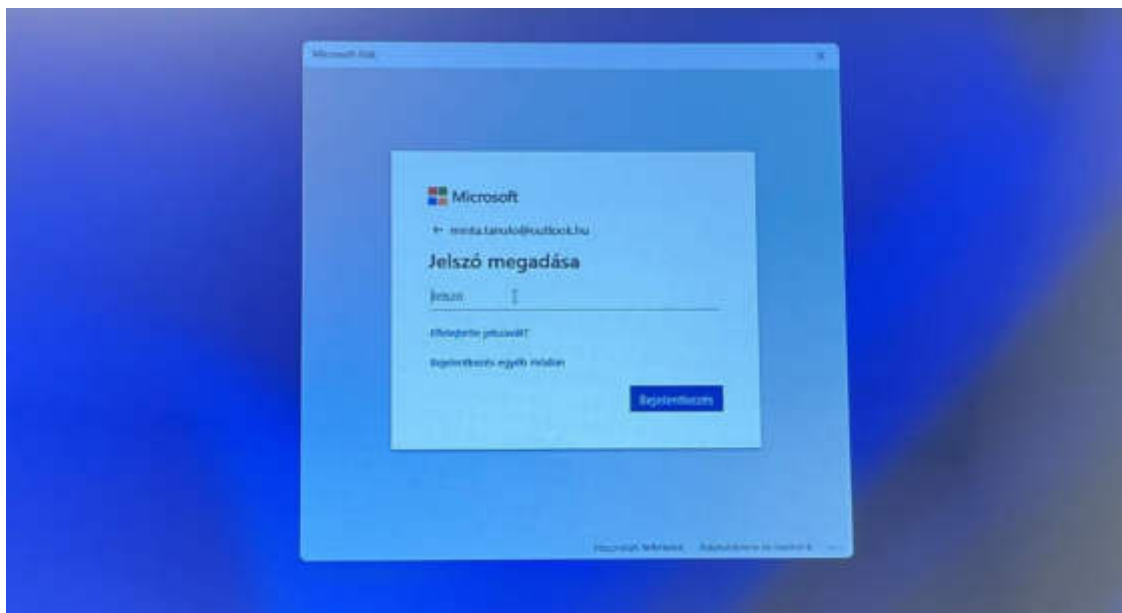 Microsoft
← minta.tanulo@outlook.hu
Jelszó megadása
Jelszó
Elfelejtette jelszavát?
Bejelentkezés egyéb módon
Bejelentkezés